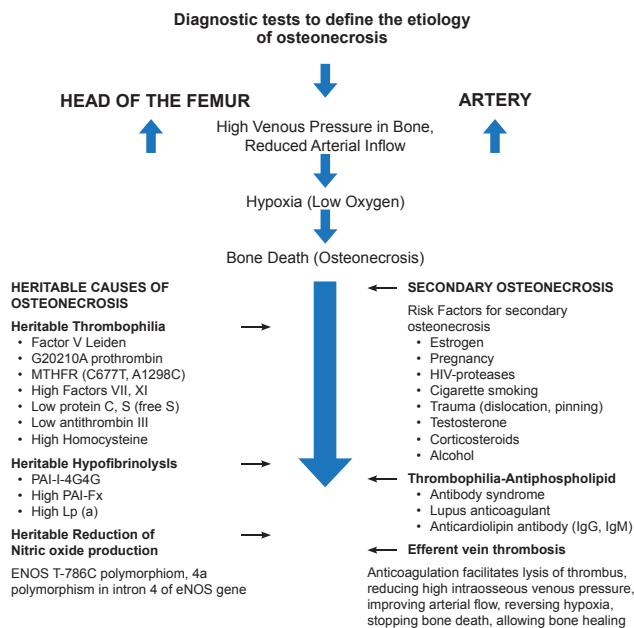 Diagnostic tests to define the etiology
of osteonecrosis
HEAD OF THE FEMUR
ARTERY
High Venous Pressure in Bone,
Reduced Arterial Inflow
Hypoxia (Low Oxygen)
Bone Death (Osteonecrosis)
HERITABLE CAUSES OF
OSTEONECROSIS
Heritable Thrombophilia
• Factor V Leiden
• G20210A prothrombin
• MTHFR (C677T, A1298C)
• High Factors VII, XI
• Low protein C, S (free S)
• Low antithrombin III
• High Homocysteine
Heritable Hypofibrinolysls
• PAI-I-4G4G
• High PAI-Fx
• High Lp (a)
Heritable Reduction of
Nitric oxide production
ENOS T-786C polymorphiom, 4a
polymorphism in intron 4 of eNOS gene
SECONDARY OSTEONECROSIS
Risk Factors for secondary
osteonecrosis
• Estrogen
• Pregnancy
• HIV-proteases
• Cigarette smoking
• Trauma (dislocation, pinning)
• Testosterone
• Corticosteroids
• Alcohol
Thrombophilia-Antiphospholipid
• Antibody syndrome
• Lupus anticoagulant
• Anticardiolipin antibody (IgG, IgM)
Efferent vein thrombosis
Anticoagulation facilitates lysis of thrombus,
reducing high intraosseous venous pressure,
improving arterial flow, reversing hypoxia,
stopping bone death, allowing bone healing